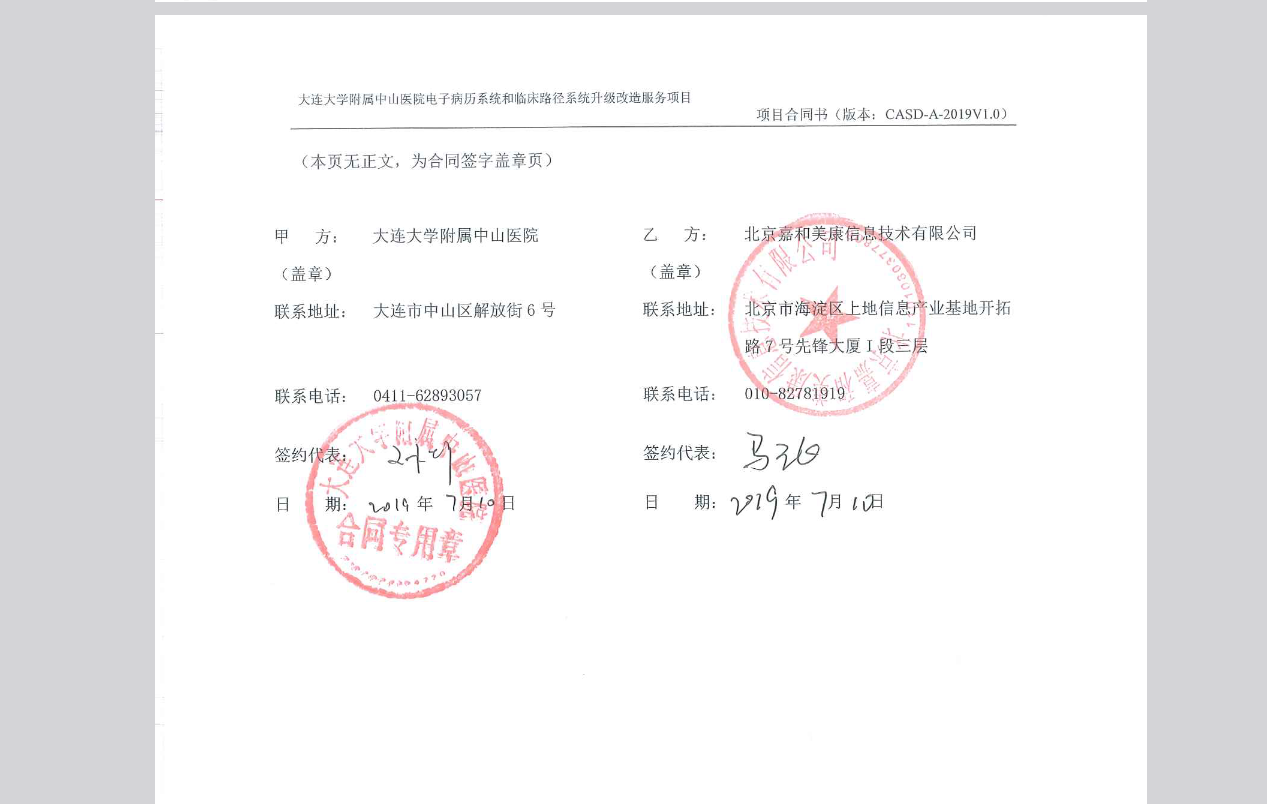 大连大学附属中山医院电子病历系统和临床路径系统升级改造服务项目
项目合同书（版本：CASD-A-2019V1.0）
（本页无正文，为合同签字盖章页）
甲 方： 大连大学附属中山医院
（盖章）
联系地址： 大连市中山区解放街 6 号
联系电话： 0411-62893057
签约代表：
日 期： 2019 年 7月10日
大连大学附属中山医院
合同专用章
乙 方： 北京嘉和美康信息技术有限公司
（盖章）
联系地址： 北京市海淀区上地信息产业基地开拓
路 7 号先锋大厦 I 段三层
联系电话： 010-82781919
签约代表：
日 期： 2019 年 7月 10日
北京嘉和美康信息技术有限公司